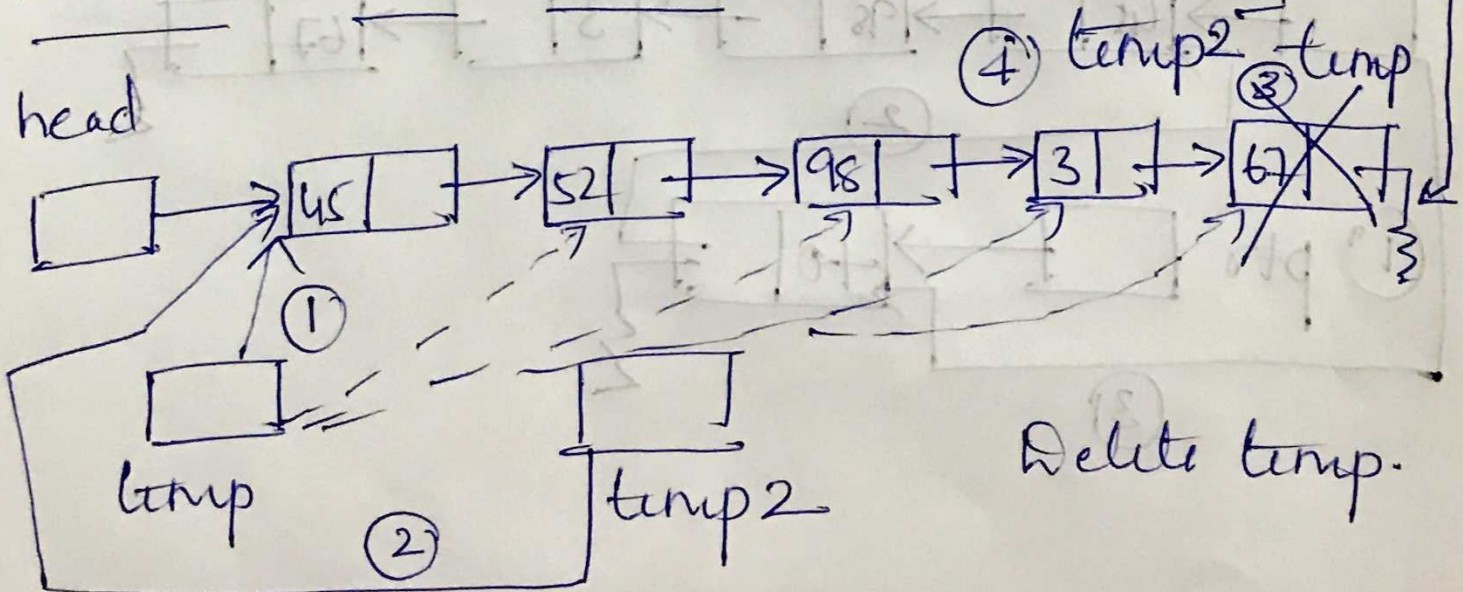 ④ temp2 temp
head ③
45 52 98 3 67
①
temp temp2 Delete temp.
②